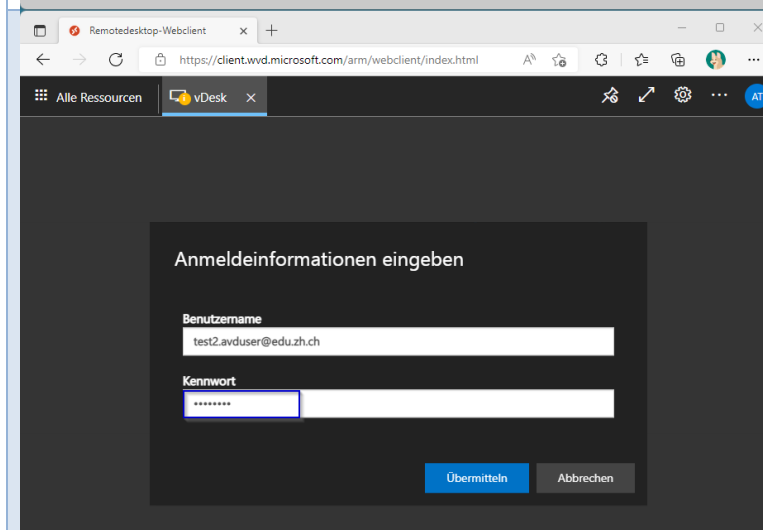 Remotedesktop-Webclient
https://client.wvd.microsoft.com/arm/webclient/index.html
Alle Ressourcen vDesk AT
Anmeldeinformationen eingeben
Benutzername
test2.avduser@edu.zh.ch
Kennwort
••••••••
Übermitteln Abbrechen